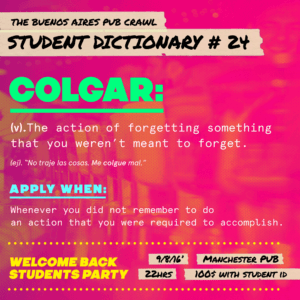 THE BUENOS AIRES PUB CRAWL
STUDENT DICTIONARY # 24
COLGAR:
(v).The action of forgetting something
that you weren't meant to forget.
(ej). "No traje las cosas. Me colgue mal."
APPLY WHEN:
Whenever you did not remember to do
an action that you were required to accomplish.
WELCOME BACK
STUDENTS PARTY
9/8/16' MANCHESTER PUB
22HRS 100$ WITH STUDENT ID